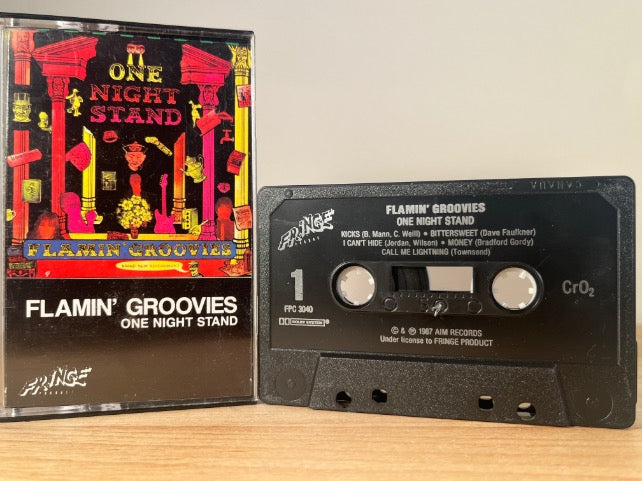 ONE
NIGHT
STAND
FLAMIN' GROOVIES
FLAMIN' GROOVIES
ONE NIGHT STAND
FRINGE
PRODUCT
CANADA
FLAMIN' GROOVIES
ONE NIGHT STAND
KICKS (B. Mann, C. Weill) • BITTERSWEET (Dave Faulkner)
I CAN'T HIDE (Jordan, Wilson) • MONEY (Bradford Gordy)
CALL ME LIGHTNING (Townsend)
FRINGE
PRODUCT
1
FPC 3040
CrO2
DOLBY SYSTEM®
© & ℗ 1987 AIM RECORDS
Under license to FRINGE PRODUCT